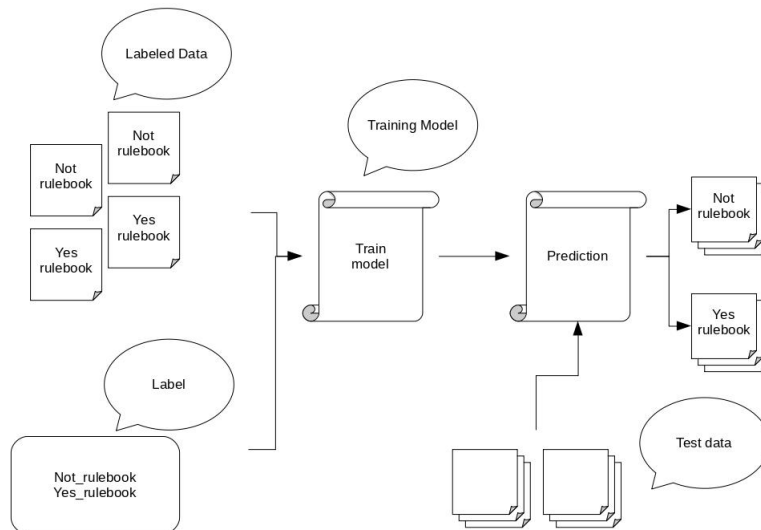 Labeled Data
Not
rulebook
Not
rulebook
Yes
rulebook
Yes
rulebook
Training Model
Train
model
Prediction
Not
rulebook
Yes
rulebook
Label
Not_rulebook
Yes_rulebook
Test data